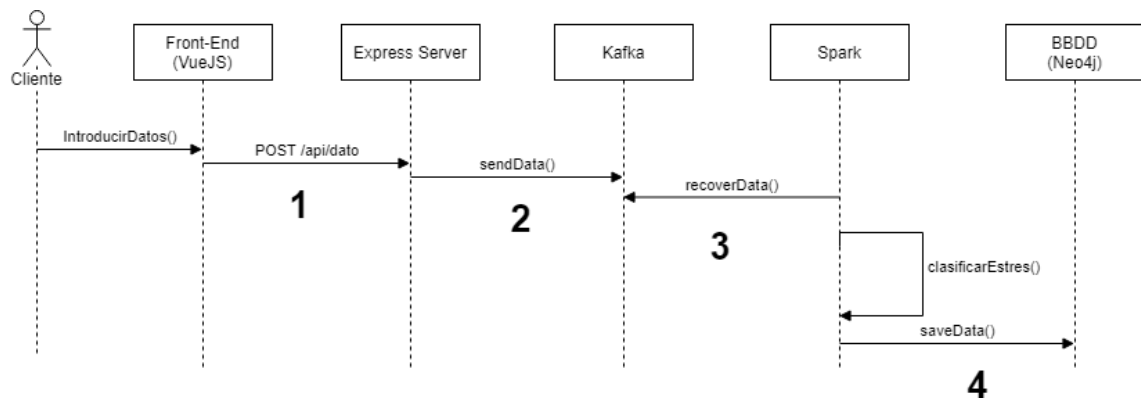 Cliente
Front-End
(VueJS)
Express Server
Kafka
Spark
BBDD
(Neo4j)
IntroducirDatos()
POST /api/dato
sendData()
recoverData()
1
2
3
clasificarEstres()
saveData()
4